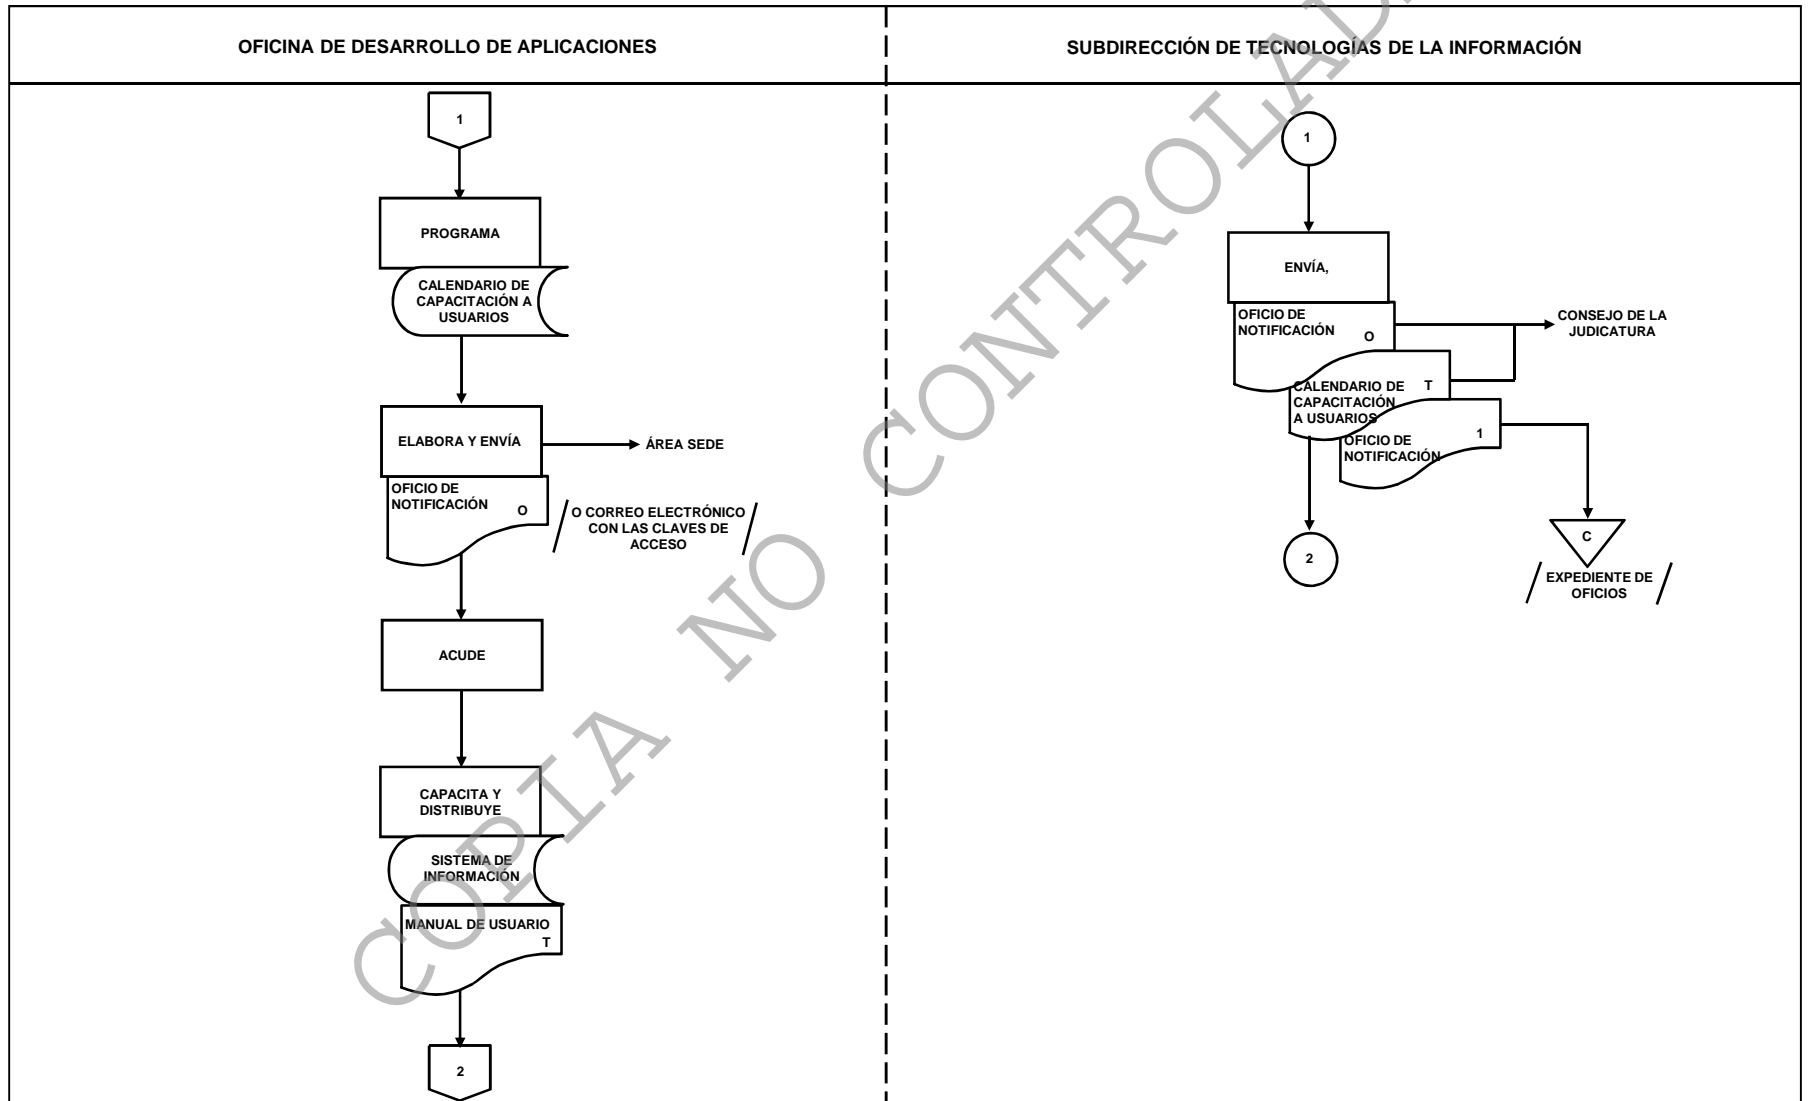 OFICINA DE DESARROLLO DE APLICACIONES
1
PROGRAMA
CALENDARIO DE
CAPACITACIÓN A
USUARIOS
ELABORA Y ENVÍA
ÁREA SEDE
OFICIO DE
NOTIFICACIÓN
O
O CORREO ELECTRÓNICO
CON LAS CLAVES DE
ACCESO
ACUDE
CAPACITA Y
DISTRIBUYE
SISTEMA DE
INFORMACIÓN
MANUAL DE USUARIO
T
2
SUBDIRECCIÓN DE TECNOLOGÍAS DE LA INFORMACIÓN
1
ENVÍA,
OFICIO DE
NOTIFICACIÓN
O
CONSEJO DE LA
JUDICATURA
CALENDARIO DE
CAPACITACIÓN
A USUARIOS
T
OFICIO DE
NOTIFICACIÓN
1
2
C
EXPEDIENTE DE
OFICIOS
COPIA NO CONTROLAD